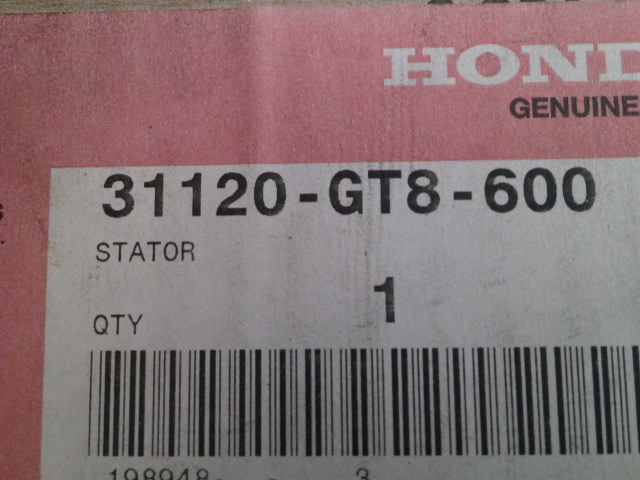 HOND
GENUINE
31120-GT8-600
STATOR
1
QTY